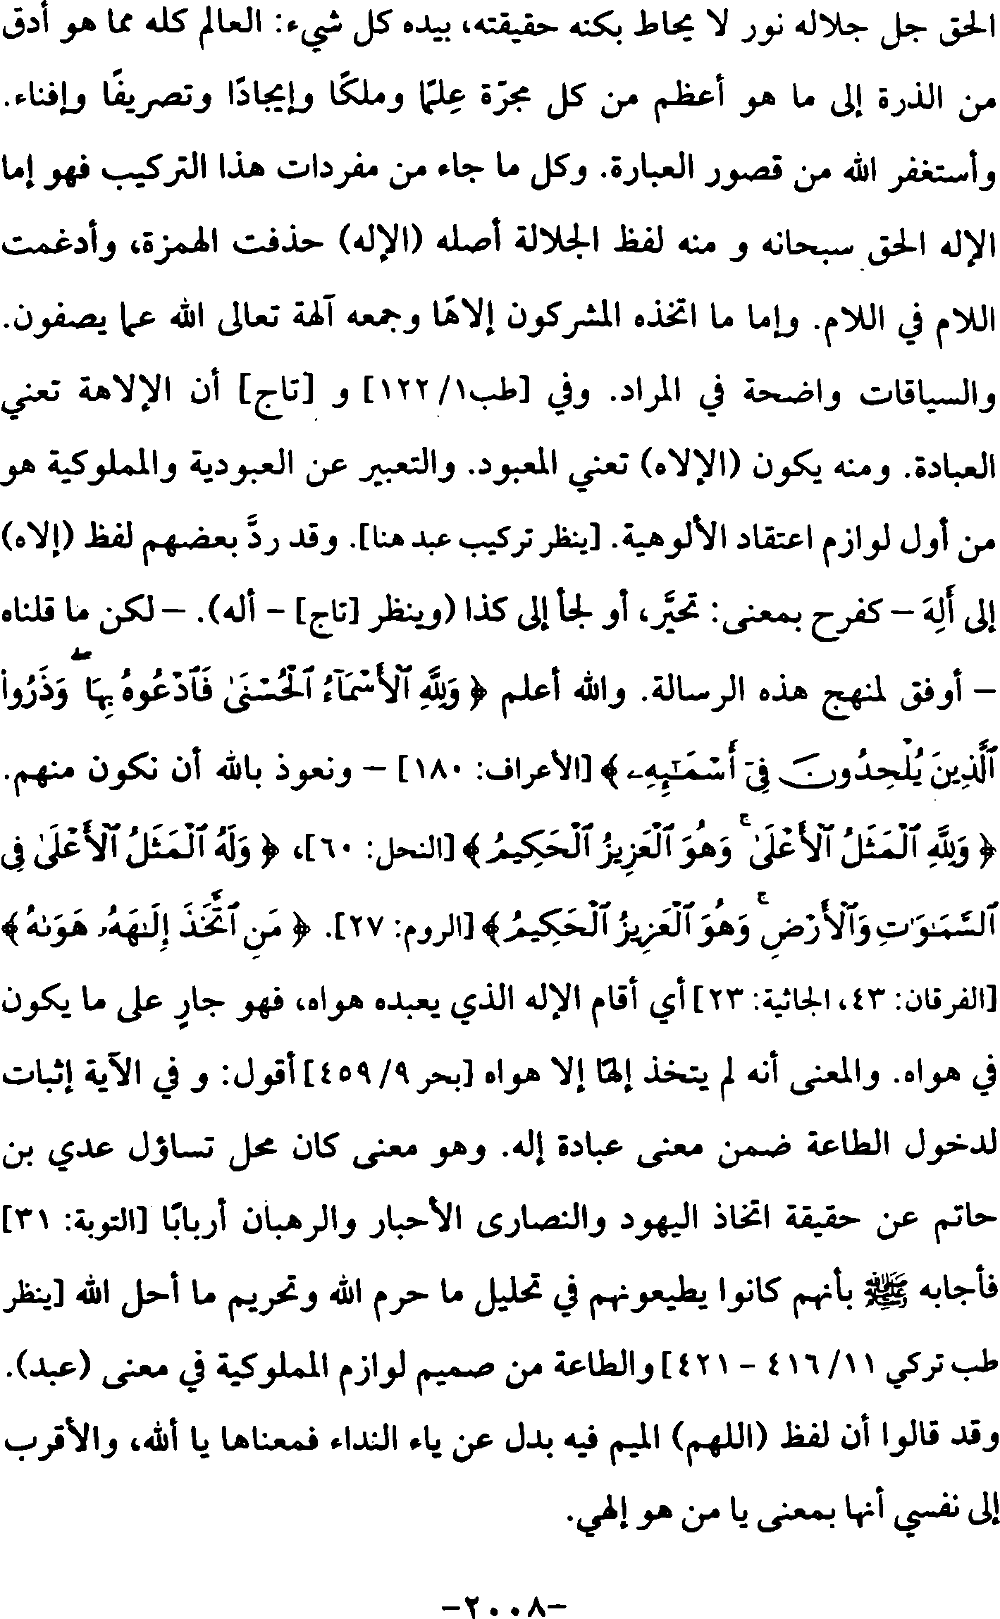 الحق جل جلاله نور لا يحاط بكنه حقيقته، بيده كل شيء: العالم كله مما هو أدق
من الذرة إلى ما هو أعظم من كل مجرّة عِلمًا وملكًا وإيجادًا وتصريفًا وإفناء.
وأستغفر الله من قصور العبارة. وكل ما جاء من مفردات هذا التركيب فهو إما
الإله الحق سبحانه و منه لفظ الجلالة أصله (الإله) حذفت الهمزة، وأدغمت
اللام في اللام. وإما ما اتخذه المشركون إلاهًا وجمعه آلهة تعالى الله عما يصفون.
والسياقات واضحة في المراد. وفي [طب١/ ١٢٢] و [تاج] أن الإلاهة تعني
العبادة. ومنه يكون (الإلاه) تعني المعبود. والتعبير عن العبودية والمملوكية هو
من أول لوازم اعتقاد الألوهية. [ينظر تركيب عبد هنا]. وقد ردَّ بعضهم لفظ (إلاه)
إلى أَلِهَ – كفرح بمعنى: تحيَّر، أو لجأ إلى كذا (وينظر [تاج] - أله). – لكن ما قلناه
– أوفق لمنهج هذه الرسالة. والله أعلم ﴿ وَلِلَّهِ ٱلْأَسْمَآءُ ٱلْحُسْنَىٰ فَٱدْعُوهُ بِهَا ۖ وَذَرُوا۟
ٱلَّذِينَ يُلْحِدُونَ فِىٓ أَسْمَـٰٓئِهِۦ ﴾ [الأعراف: ١٨٠] – ونعوذ بالله أن نكون منهم.
﴿ وَلِلَّهِ ٱلْمَثَلُ ٱلْأَعْلَىٰ ۚ وَهُوَ ٱلْعَزِيزُ ٱلْحَكِيمُ ﴾ [النحل: ٦٠]، ﴿ وَلَهُ ٱلْمَثَلُ ٱلْأَعْلَىٰ فِى
ٱلسَّمَـٰوَٰتِ وَٱلْأَرْضِ ۚ وَهُوَ ٱلْعَزِيزُ ٱلْحَكِيمُ ﴾ [الروم: ٢٧]. ﴿ مَنِ ٱتَّخَذَ إِلَـٰهَهُۥ هَوَىٰهُ ﴾
[الفرقان: ٤٣، الجاثية: ٢٣] أي أقام الإله الذي يعبده هواه، فهو جارٍ على ما يكون
في هواه. والمعنى أنه لم يتخذ إلهًا إلا هواه [بحر ٩/ ٤٥٩] أقول: و في الآية إثبات
لدخول الطاعة ضمن معنى عبادة إله. وهو معنى كان محل تساؤل عدي بن
حاتم عن حقيقة اتخاذ اليهود والنصارى الأحبار والرهبان أربابًا [التوبة: ٣١]
فأجابه ﷺ بأنهم كانوا يطيعونهم في تحليل ما حرم الله وتحريم ما أحل الله [ينظر
طب تركي ١١/ ٤١٦ - ٤٢١] والطاعة من صميم لوازم المملوكية في معنى (عبد).
وقد قالوا أن لفظ (اللهم) الميم فيه بدل عن ياء النداء فمعناها يا ألله، والأقرب
إلى نفسي أنها بمعنى يا من هو إلهي.
-٢٠٠٨-